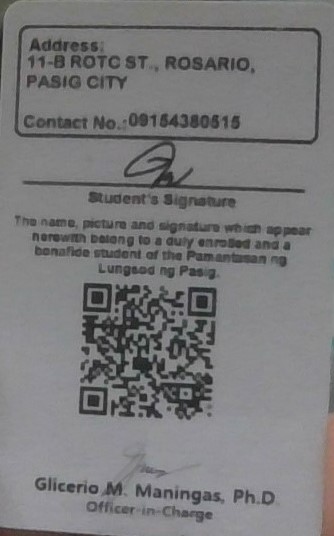 Address:
11-B ROTC ST., ROSARIO,
PASIG CITY
Contact No.:09154380515
Student's Signature
The name, picture and signature which appear
herewith belong to a duly enrolled and a
bonafide student of the Pamantasan ng
Lungsod ng Pasig.
Glicerio M. Maningas, Ph.D.
Officer-in-Charge